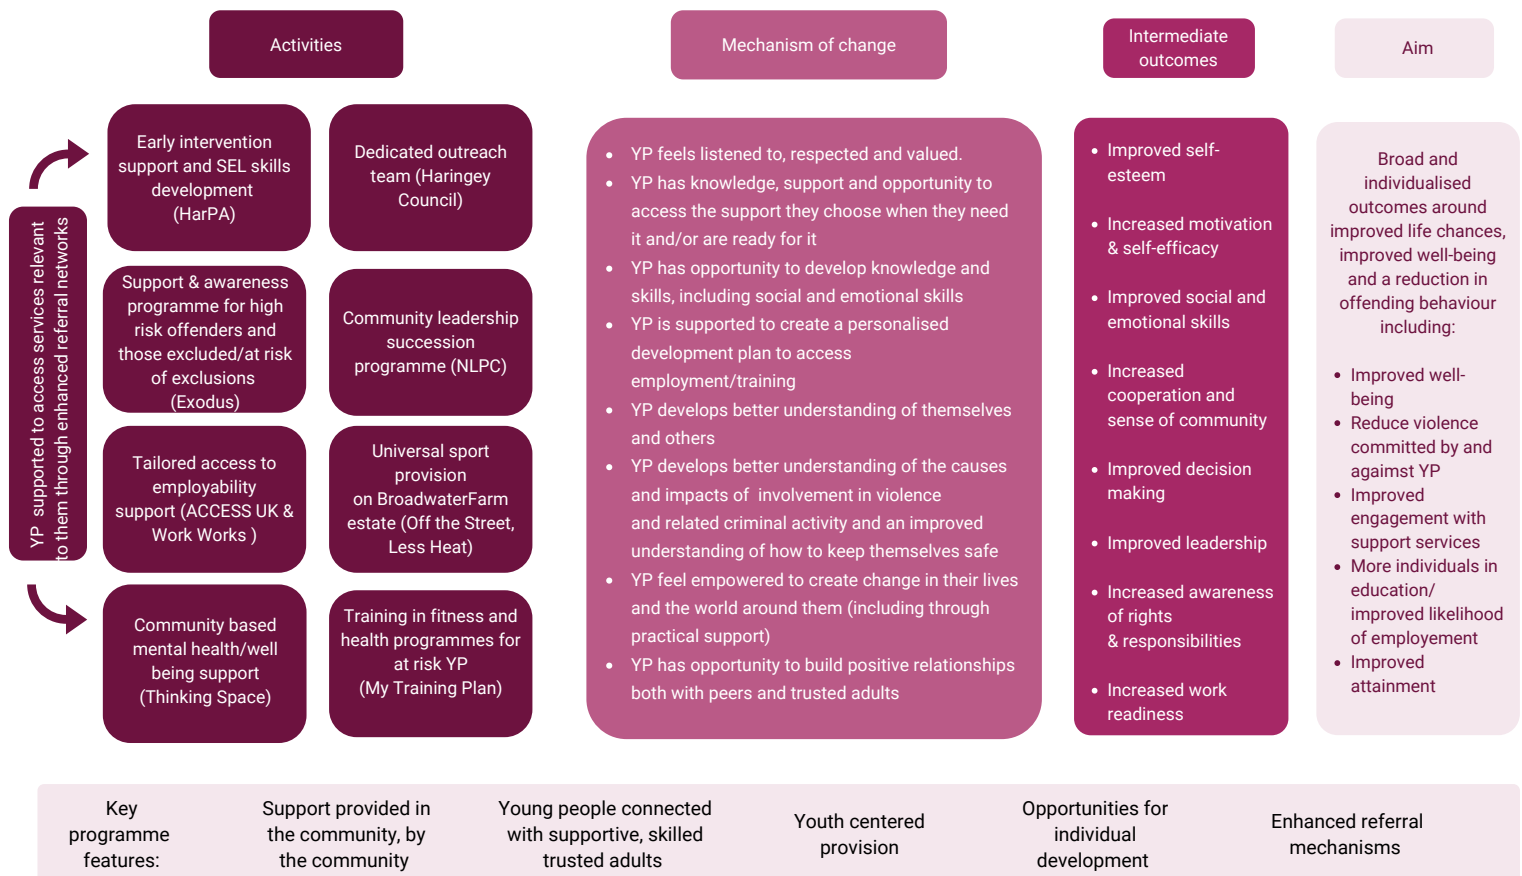 Activities
Mechanism of change
Intermediate
outcomes
Aim
YP supported to access services relevant
to them through enhanced referral networks
Early intervention
support and SEL skills
development
(HarPA)
Dedicated outreach
team (Haringey
Council)
Support & awareness
programme for high
risk offenders and
those excluded/at risk
of exclusions
(Exodus)
Community leadership
succession
programme (NLPC)
Tailored access to
employability
support (ACCESS UK &
Work Works )
Universal sport
provision
on BroadwaterFarm
estate (Off the Street,
Less Heat)
Community based
mental health/well
being support
(Thinking Space)
Training in fitness and
health programmes for
at risk YP
(My Training Plan)
• YP feels listened to, respected and valued.
• YP has knowledge, support and opportunity to
access the support they choose when they need
it and/or are ready for it
• YP has opportunity to develop knowledge and
skills, including social and emotional skills
• YP is supported to create a personalised
development plan to access
employment/training
• YP develops better understanding of themselves
and others
• YP develops better understanding of the causes
and impacts of involvement in violence
and related criminal activity and an improved
understanding of how to keep themselves safe
• YP feel empowered to create change in their lives
and the world around them (including through
practical support)
• YP has opportunity to build positive relationships
both with peers and trusted adults
• Improved self-
esteem
• Increased motivation
& self-efficacy
• Improved social and
emotional skills
• Increased
cooperation and
sense of community
• Improved decision
making
• Improved leadership
• Increased awareness
of rights
& responsibilities
• Increased work
readiness
Broad and
individualised
outcomes around
improved life chances,
improved well-being
and a reduction in
offending behaviour
including:
• Improved well-
being
• Reduce violence
committed by and
against YP
• Improved
engagement with
support services
• More individuals in
education/
improved likelihood
of employement
• Improved
attainment
Key
programme
features:
Support provided in
the community, by
the community
Young people connected
with supportive, skilled
trusted adults
Youth centered
provision
Opportunities for
individual
development
Enhanced referral
mechanisms